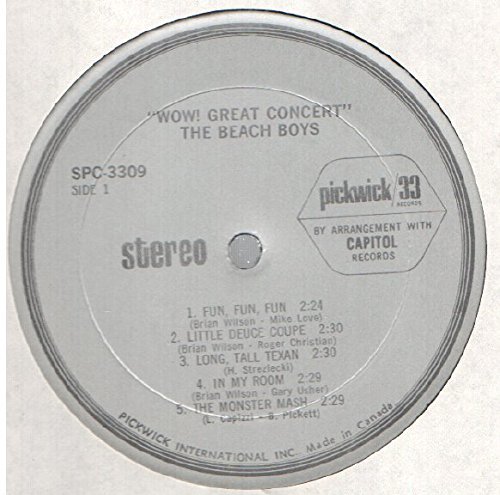 "WOW! GREAT CONCERT"
THE BEACH BOYS
SPC-3309
SIDE 1
pickwick/33
RECORDS
BY ARRANGEMENT WITH
CAPITOL
RECORDS
stereo
1. FUN, FUN, FUN 2:24
(Brian Wilson - Mike Love)
2. LITTLE DEUCE COUPE 2:30
(Brian Wilson - Roger Christian)
3. LONG, TALL TEXAN 2:30
(H. Strezlecki)
4. IN MY ROOM 2:29
(Brian Wilson - Gary Usher)
5. THE MONSTER MASH 2:29
(L. Capizzi - B. Pickett)
PICKWICK INTERNATIONAL INC. Made in Canada